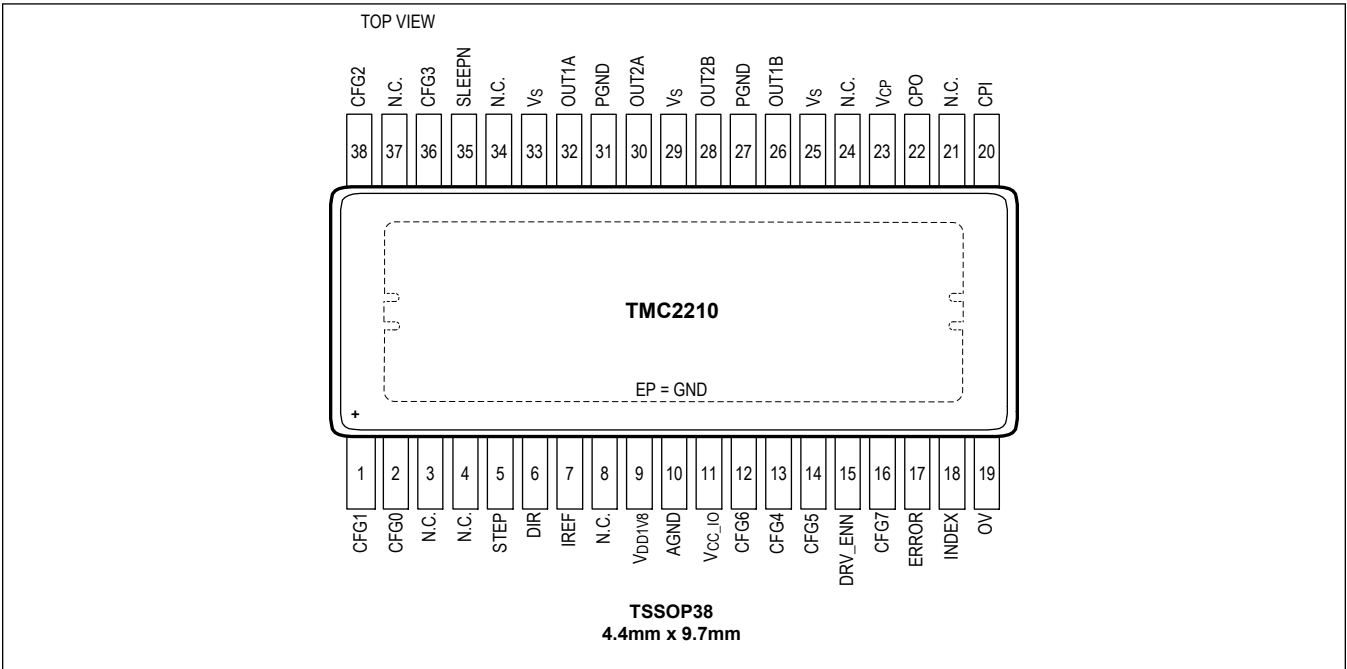 TOP VIEW
CFG2
N.C.
CFG3
SLEEPN
N.C.
VS
OUT1A
PGND
OUT2A
VS
OUT2B
PGND
OUT1B
VS
N.C.
VCP
CPO
N.C.
CPI
38 37 36 35 34 33 32 31 30 29 28 27 26 25 24 23 22 21 20
TMC2210
EP = GND
+
1 2 3 4 5 6 7 8 9 10 11 12 13 14 15 16 17 18 19
CFG1
CFG0
N.C.
N.C.
STEP
DIR
IREF
N.C.
VDD1V8
AGND
VCC_IO
CFG6
CFG4
CFG5
DRV_ENN
CFG7
ERROR
INDEX
OV
TSSOP38
4.4mm x 9.7mm